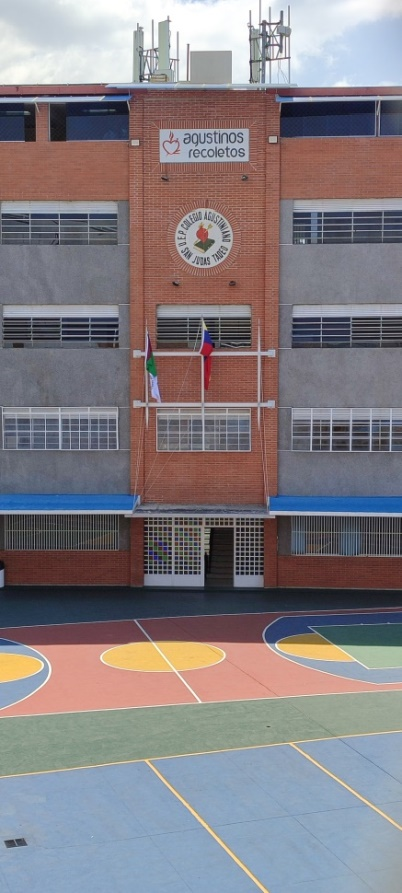 agustinos
recoletos
U.E.P. COLEGIO AGUSTINIANO
SAN JUDAS TADEO